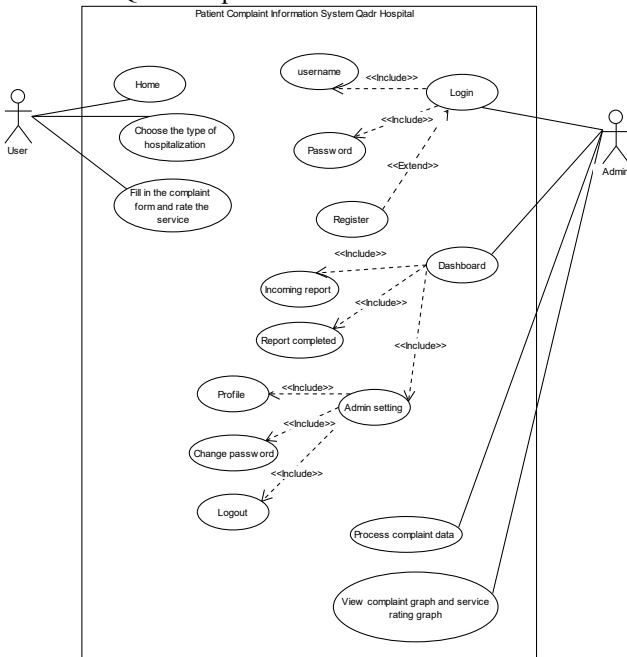 Patient Complaint Information System Qadr Hospital
username
<<Include>>
Home
Login
User
Choose the type of
hospitalization
<<Include>>
Password
Admin
<<Extend>>
Fill in the complaint
form and rate the
service
Register
<<Include>>
Dashboard
Incoming report
<<Include>>
Report completed
<<Include>>
Profile
<<Include>>
Admin setting
<<Include>>
Change password
<<Include>>
Logout
Process complaint data
View complaint graph and service
rating graph